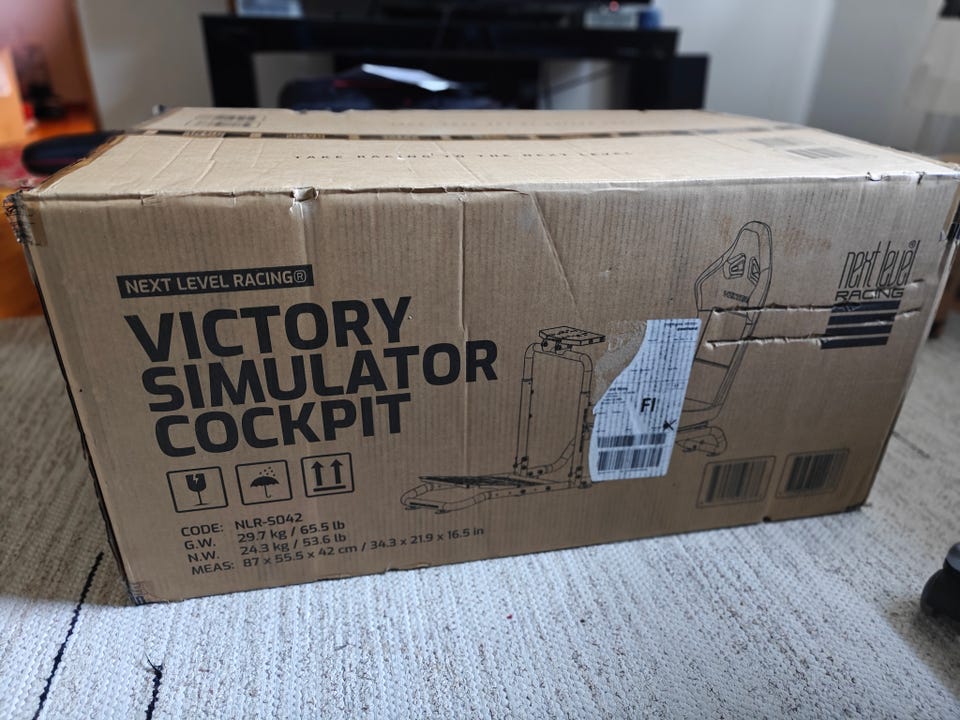 TAKE RACING TO THE NEXT LEVEL
NEXT LEVEL RACING®
VICTORY
SIMULATOR
COCKPIT
next level®
RACING
FI
CODE: NLR-S042
G.W. 29.7 kg / 65.5 lb
N.W. 24.3 kg / 53.6 lb
MEAS: 87 x 55.5 x 42 cm / 34.3 x 21.9 x 16.5 in